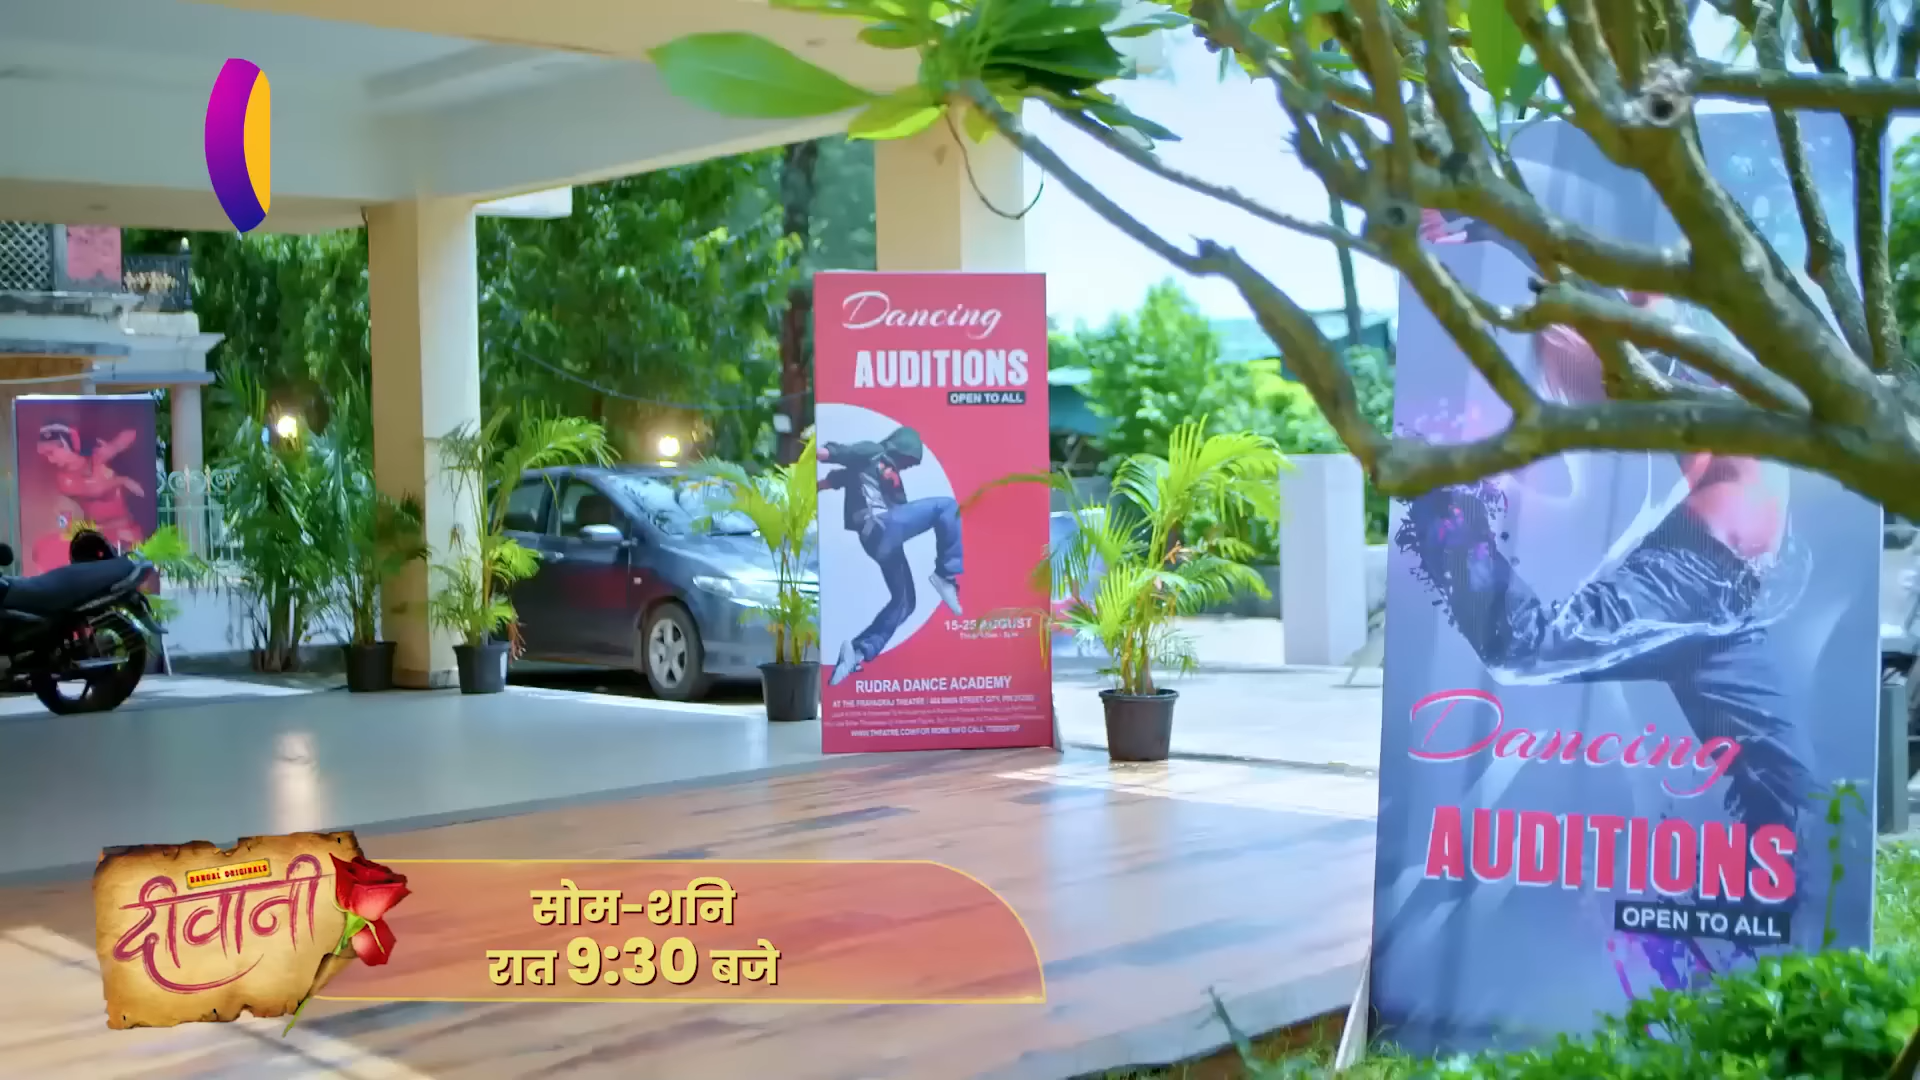 Dancing
AUDITIONS
OPEN TO ALL
15-25 AUGUST
RUDRA DANCE ACADEMY
Dancing
AUDITIONS
OPEN TO ALL
DANGAL ORIGINALS
दीवानी
सोम-शनि
रात 9:30 बजे